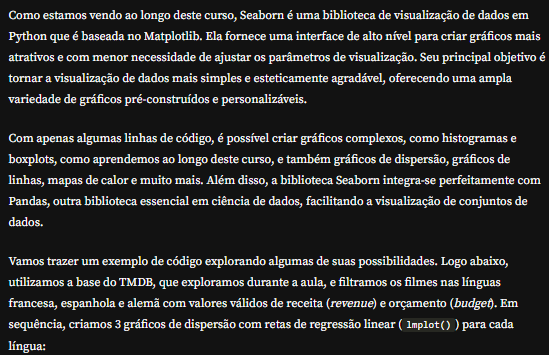 Como estamos vendo ao longo deste curso, Seaborn é uma biblioteca de visualização de dados em
Python que é baseada no Matplotlib. Ela fornece uma interface de alto nível para criar gráficos mais
atrativos e com menor necessidade de ajustar os parâmetros de visualização. Seu principal objetivo é
tornar a visualização de dados mais simples e esteticamente agradável, oferecendo uma ampla
variedade de gráficos pré-construídos e personalizáveis.
Com apenas algumas linhas de código, é possível criar gráficos complexos, como histogramas e
boxplots, como aprendemos ao longo deste curso, e também gráficos de dispersão, gráficos de
linhas, mapas de calor e muito mais. Além disso, a biblioteca Seaborn integra-se perfeitamente com
Pandas, outra biblioteca essencial em ciência de dados, facilitando a visualização de conjuntos de
dados.
Vamos trazer um exemplo de código explorando algumas de suas possibilidades. Logo abaixo,
utilizamos a base do TMDB, que exploramos durante a aula, e filtramos os filmes nas línguas
francesa, espanhola e alemã com valores válidos de receita (revenue) e orçamento (budget). Em
sequência, criamos 3 gráficos de dispersão com retas de regressão linear ( lmplot() ) para cada
língua: